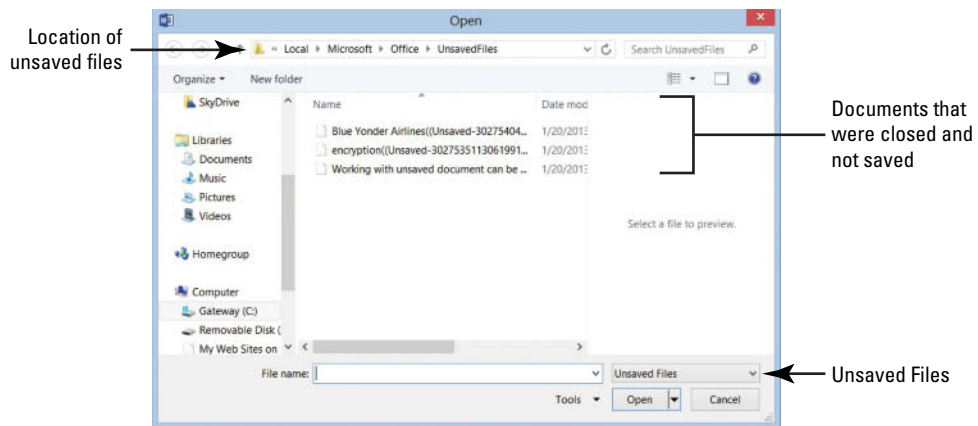 Open
Location of
unsaved files
« Local ▸ Microsoft ▸ Office ▸ UnsavedFiles
Search UnsavedFiles
Organize
New folder
SkyDrive
Libraries
Documents
Music
Pictures
Videos
Homegroup
Computer
Gateway (C:)
Removable Disk (
My Web Sites on
Name
Date mod
Blue Yonder Airlines((Unsaved-30275404...
1/20/2013
encryption((Unsaved-3027535113061991...
1/20/2013
Working with unsaved document can be ...
1/20/2013
Select a file to preview.
Documents that
were closed and
not saved
File name:
Unsaved Files
Tools
Open
Cancel
Unsaved Files